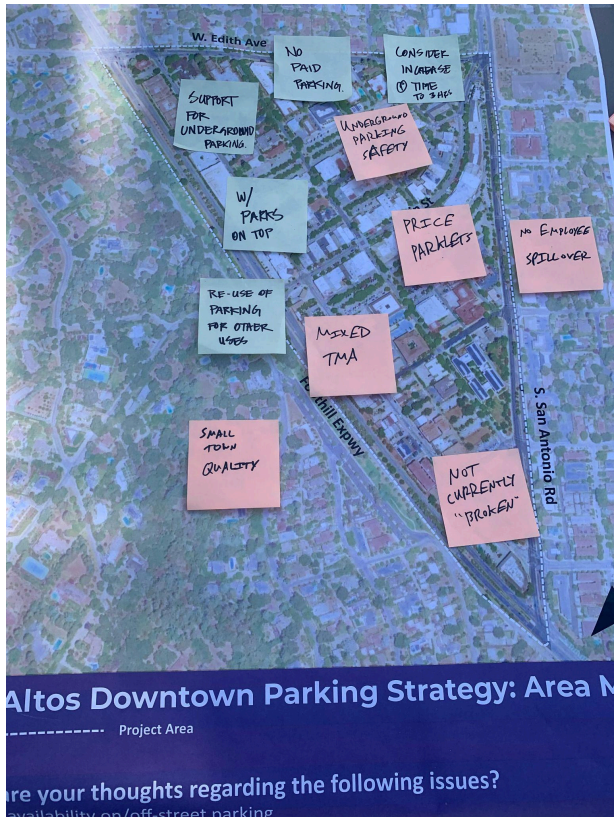 W. Edith Ave
NO
PAID
PARKING.
CONSIDER
INCREASE
Ⓟ TIME
TO 3 HRS
SUPPORT
FOR
UNDERGROUND
PARKING.
UNDERGROUND
PARKING
SAFETY
W/
PARKS
ON TOP
St
PRICE
PARKLETS
NO EMPLOYEE
SPILLOVER
RE-USE OF
PARKING
FOR OTHER
USES
MIXED
TMA
Foothill Expwy
S. San Antonio Rd
SMALL
TOWN
QUALITY
NOT
CURRENTLY
"BROKEN"
Altos Downtown Parking Strategy: Area M
Project Area
are your thoughts regarding the following issues?
availability on/off-street parking